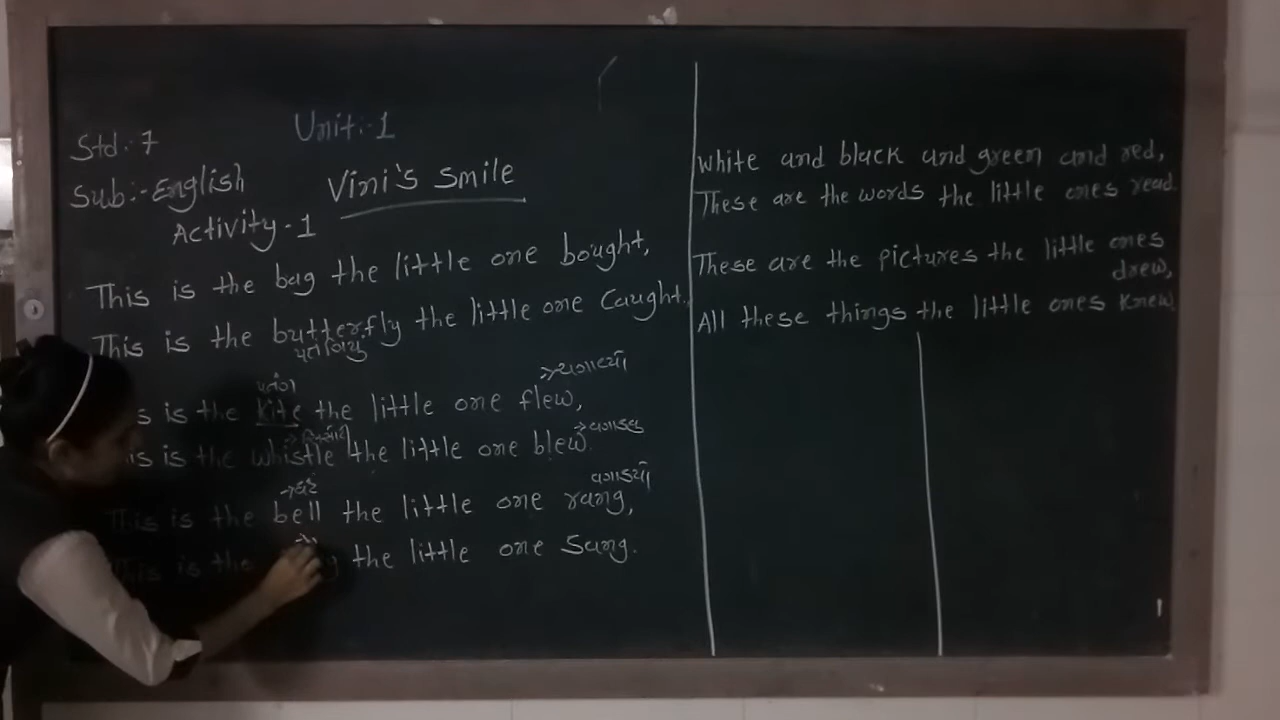 Std:-7
Unit:-1
Sub:-English
Vini's Smile
Activity-1
This is the bag the little one bought,
This is the butterfly the little one Caught.
પતંગિયું
પતંગ
is the kite the little one flew,
is is the whistle the little one blew.
This is the bell the little one rang,
This is the the little one Sang.
White and black and green and red,
These are the words the little ones read.
These are the pictures the little ones
drew,
All these things the little ones knew